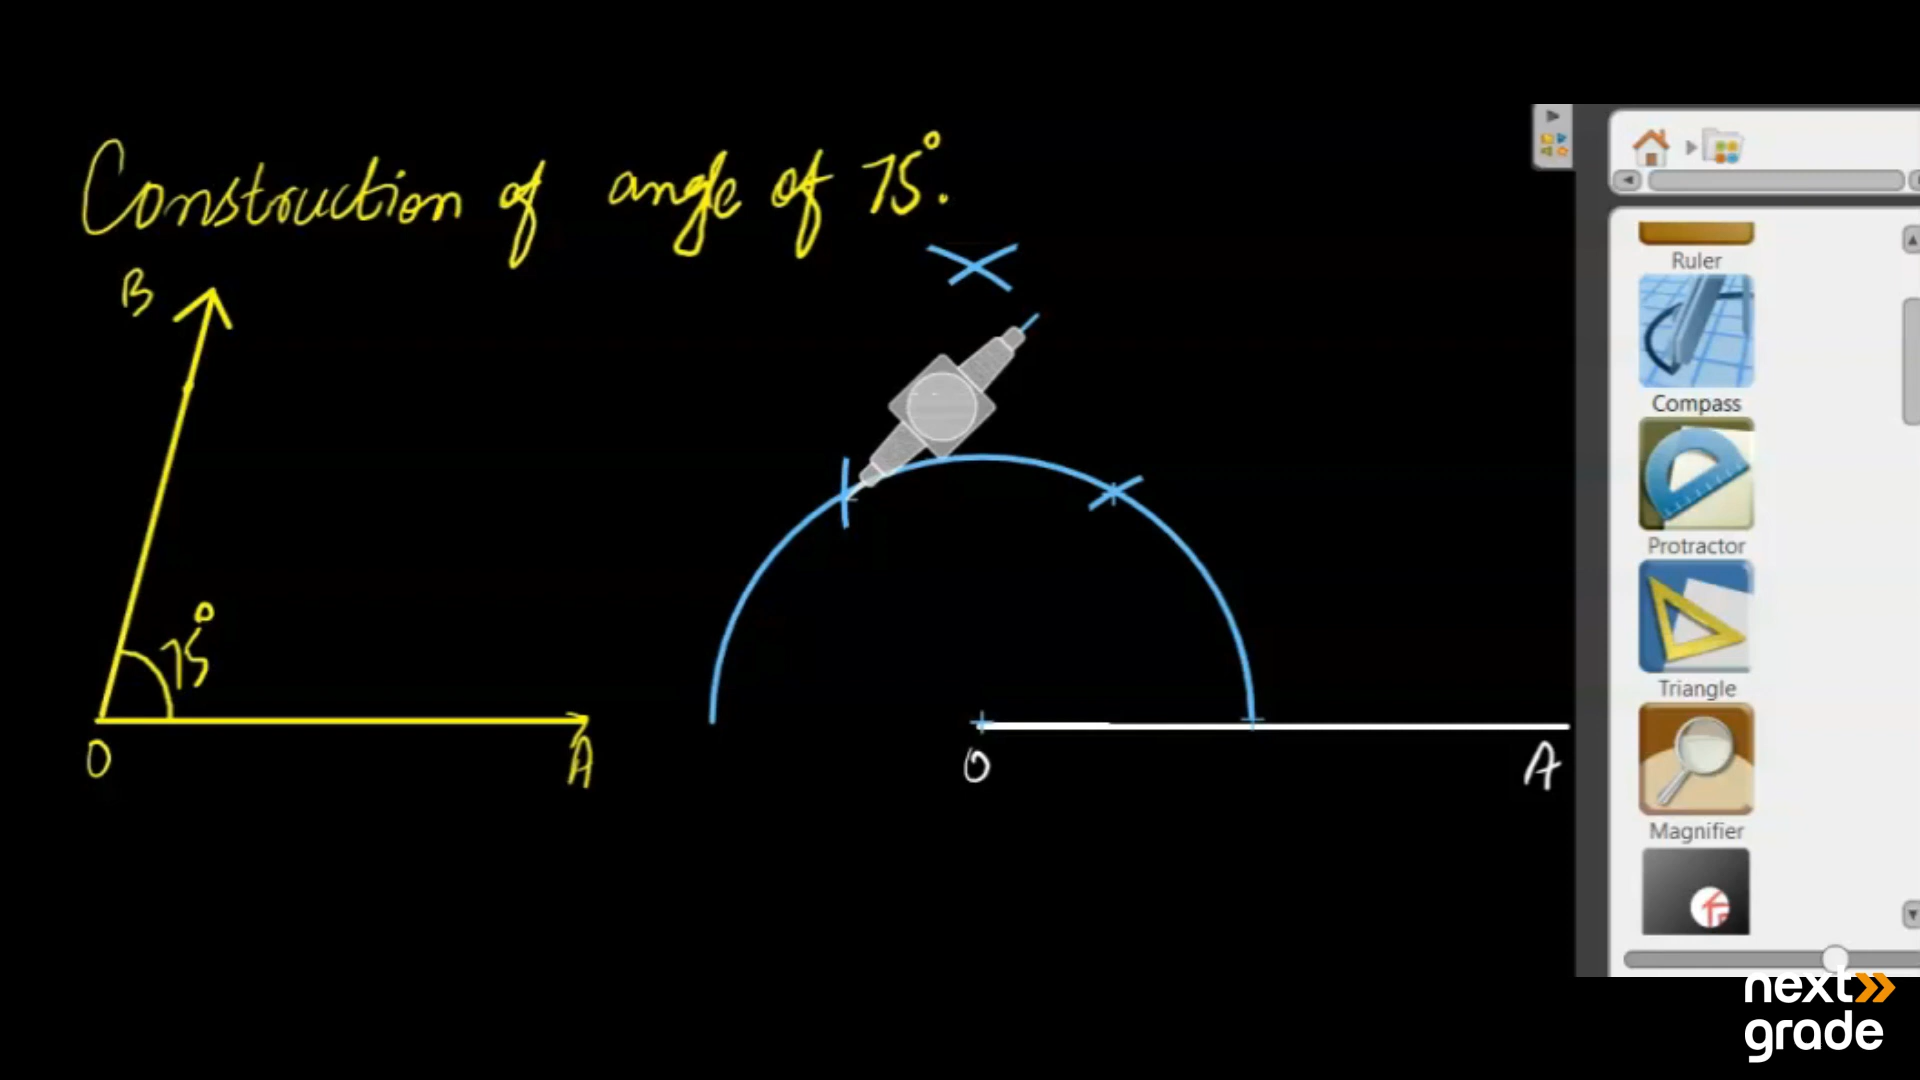 Construction of angle of 75°.
B
75°
O
A
O
A
Ruler
Compass
Protractor
Triangle
Magnifier
next
grade